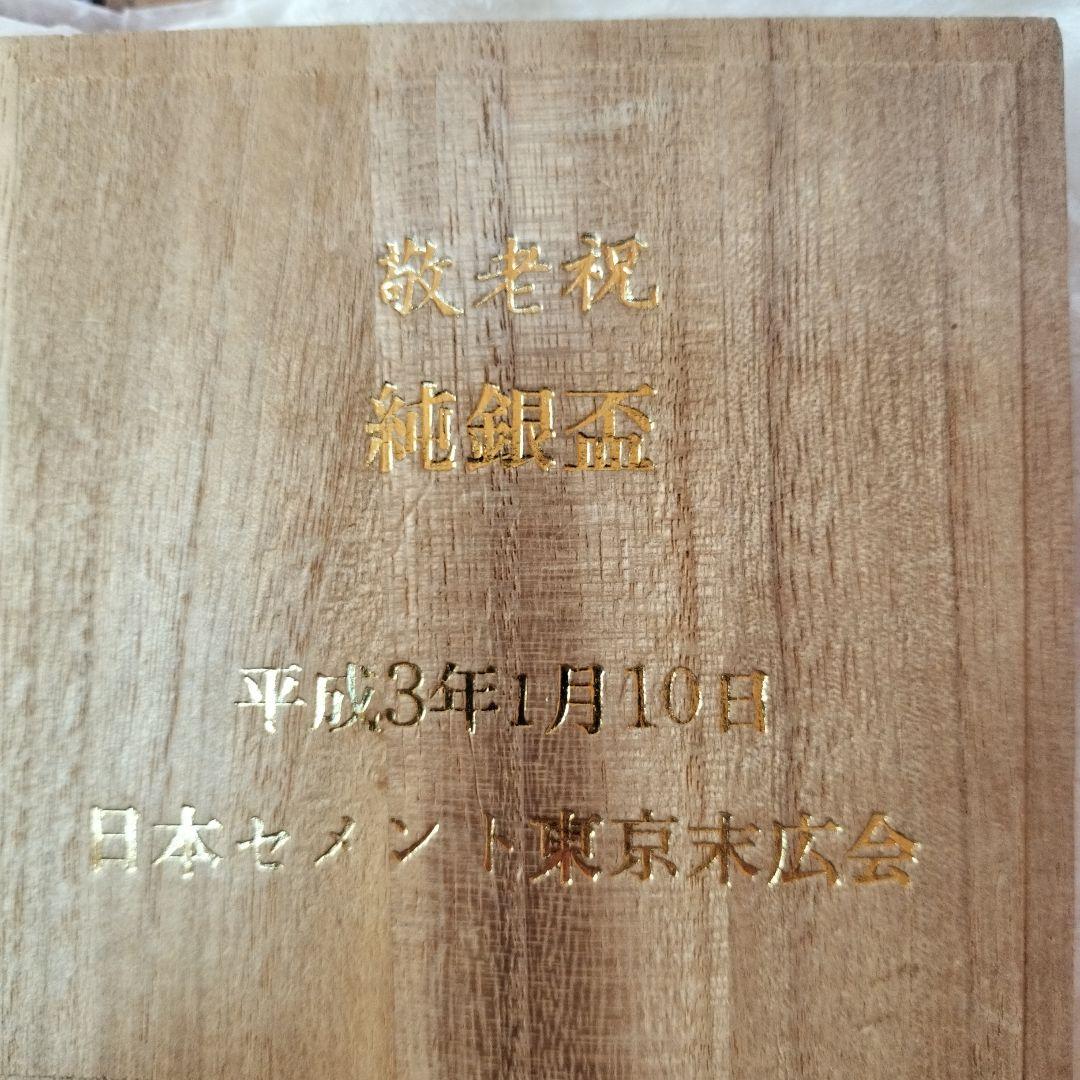 敬老祝
純銀盃
平成3年1月10日
日本セメント東京末広会